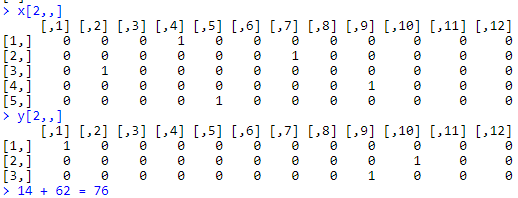 > x[2,,]
     [,1] [,2] [,3] [,4] [,5] [,6] [,7] [,8] [,9] [,10] [,11] [,12]
[1,]    0    0    0    1    0    0    0    0    0     0     0     0
[2,]    0    0    0    0    0    0    1    0    0     0     0     0
[3,]    0    1    0    0    0    0    0    0    0     0     0     0
[4,]    0    0    0    0    0    0    0    0    1     0     0     0
[5,]    0    0    0    0    1    0    0    0    0     0     0     0
> y[2,,]
     [,1] [,2] [,3] [,4] [,5] [,6] [,7] [,8] [,9] [,10] [,11] [,12]
[1,]    1    0    0    0    0    0    0    0    0     0     0     0
[2,]    0    0    0    0    0    0    0    0    0     1     0     0
[3,]    0    0    0    0    0    0    0    0    1     0     0     0
> 14 + 62 = 76